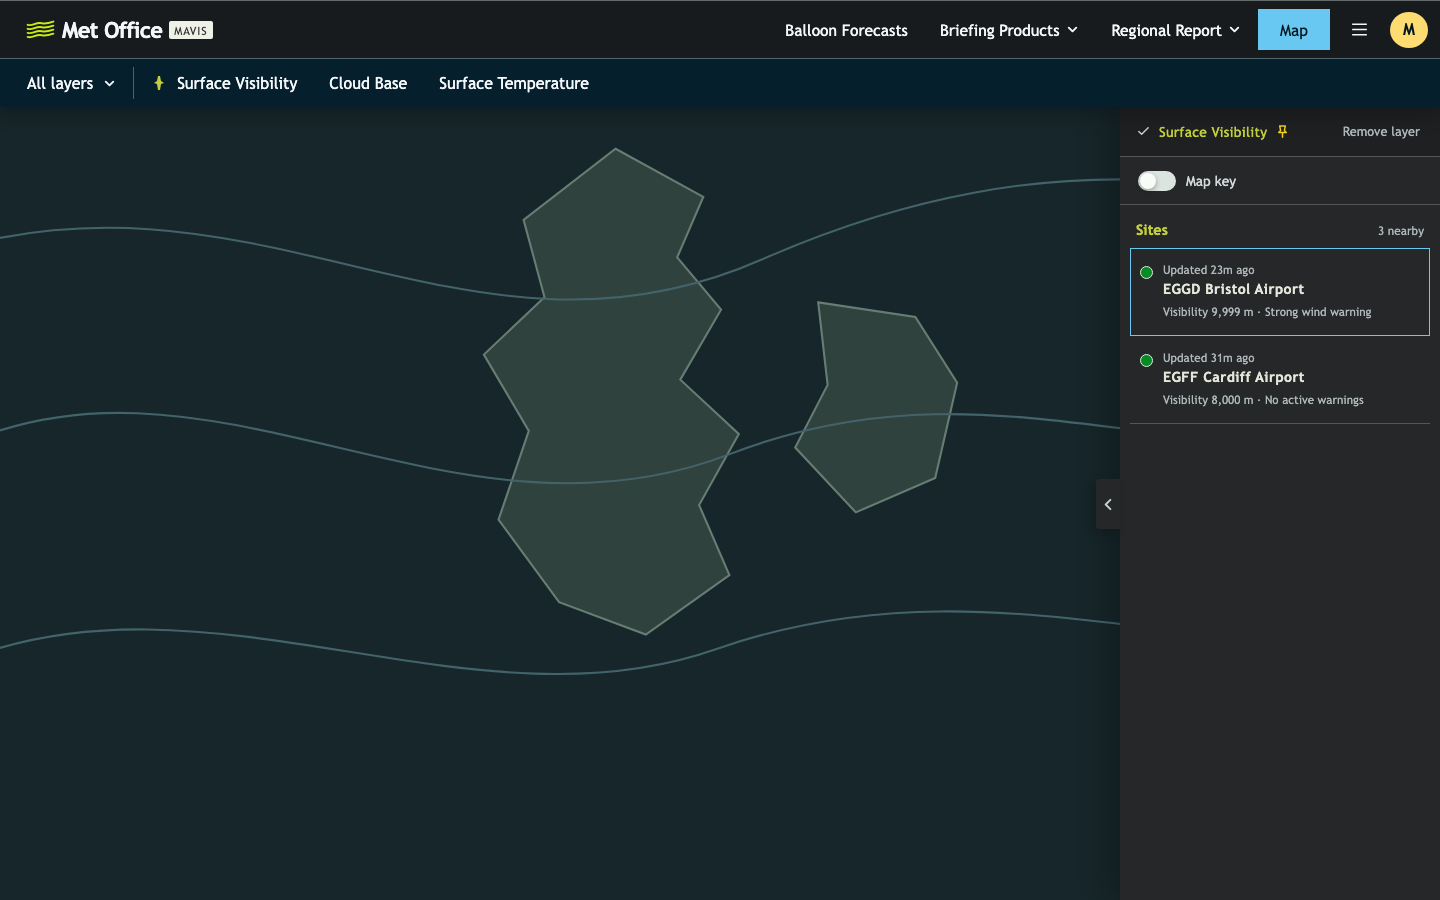 Met Office MAVIS
Balloon Forecasts
Briefing Products
Regional Report
Map
M
All layers
Surface Visibility
Cloud Base
Surface Temperature
Surface Visibility
Remove layer
Map key
Sites
3 nearby
Updated 23m ago
EGGD Bristol Airport
Visibility 9,999 m · Strong wind warning
Updated 31m ago
EGFF Cardiff Airport
Visibility 8,000 m · No active warnings